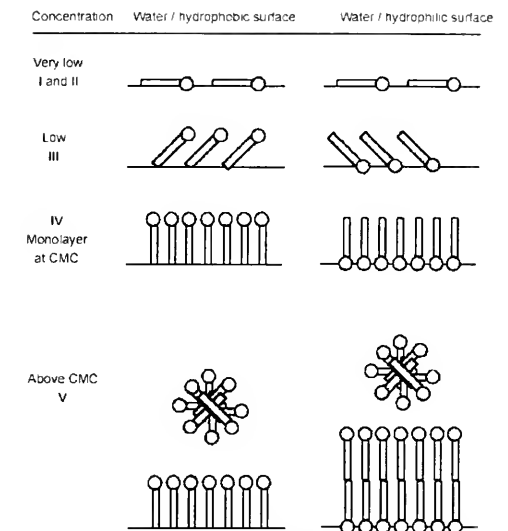 Concentration Water / hydrophobic surface Water / hydrophilic surface
Very low
I and II
Low
III
IV
Monolayer
at CMC
Above CMC
V